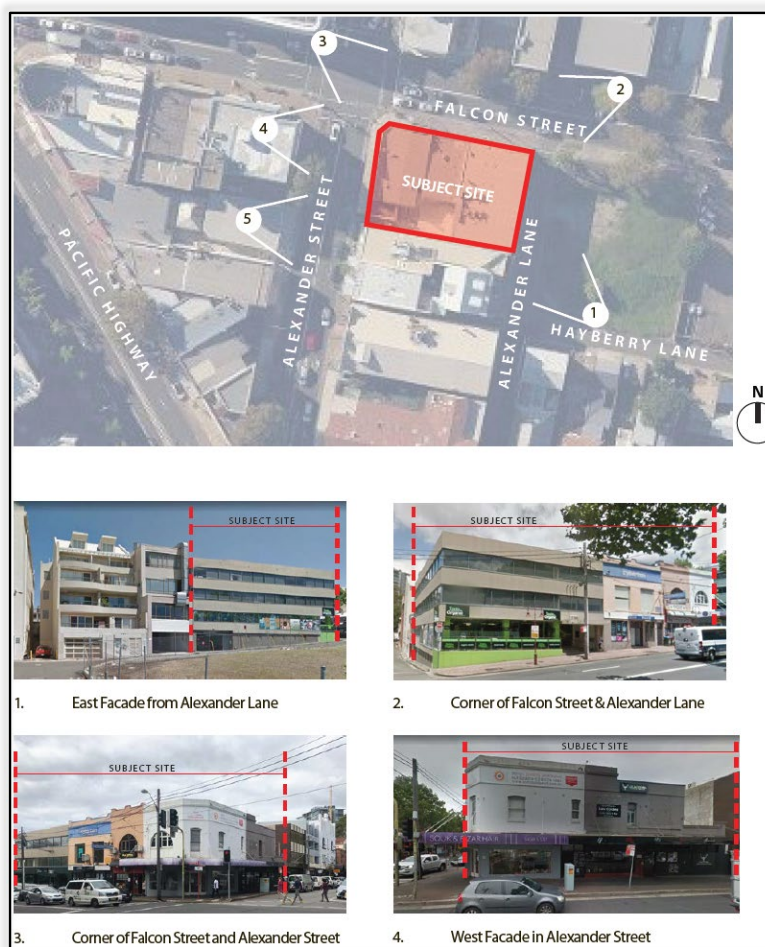 3
2
FALCON STREET
4
SUBJECT SITE
5
ALEXANDER STREET
PACIFIC HIGHWAY
ALEXANDER LANE
1
HAYBERRY LANE
N
SUBJECT SITE
SUBJECT SITE
1. East Facade from Alexander Lane
2. Corner of Falcon Street & Alexander Lane
SUBJECT SITE
SUBJECT SITE
3. Corner of Falcon Street and Alexander Street
4. West Facade in Alexander Street